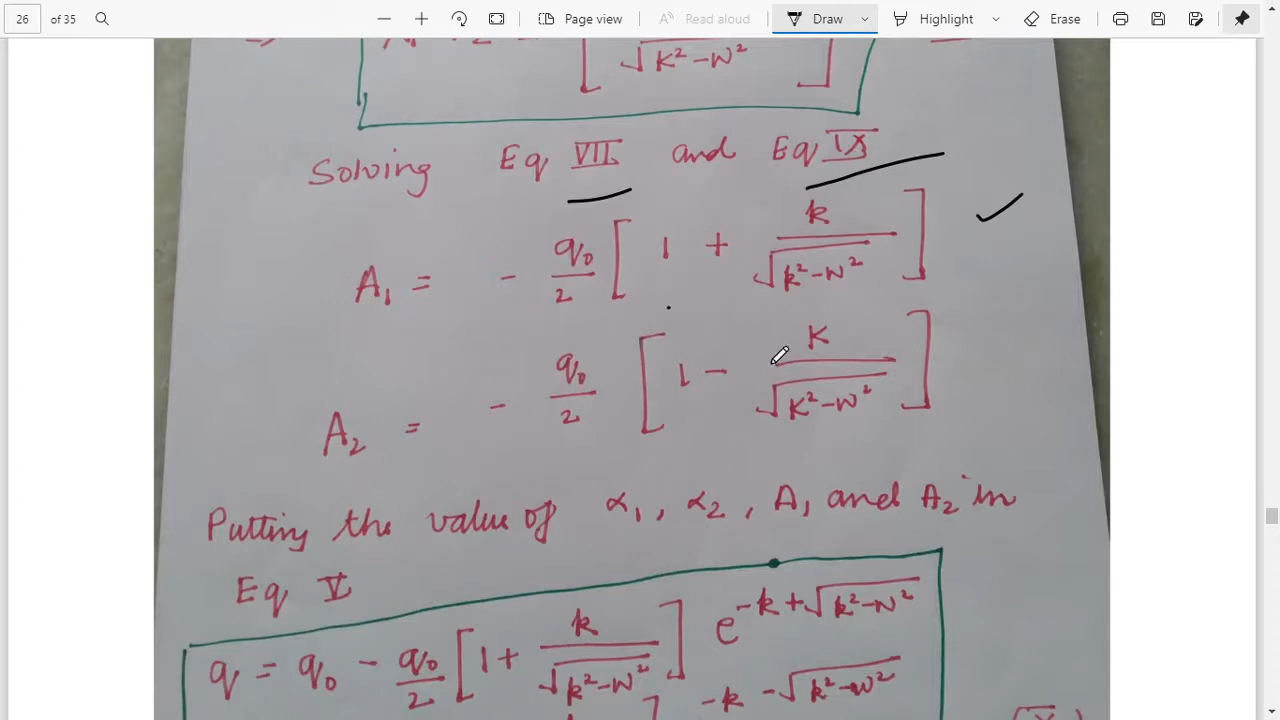 26 of 35 Page view Read aloud Draw Highlight Erase
√K²-W²
Solving Eq VII and Eq IX
A₁ = - q₀/2 [ 1 + k/√k²-W² ]
A₂ = - q₀/2 [ 1 - K/√K²-W² ]
Putting the value of α₁, α₂, A₁ and A₂ in
Eq V
q = q₀ - q₀/2 [1 + k/√k²-W² ] e^-k+√k²-W²
-k -√k²-W²